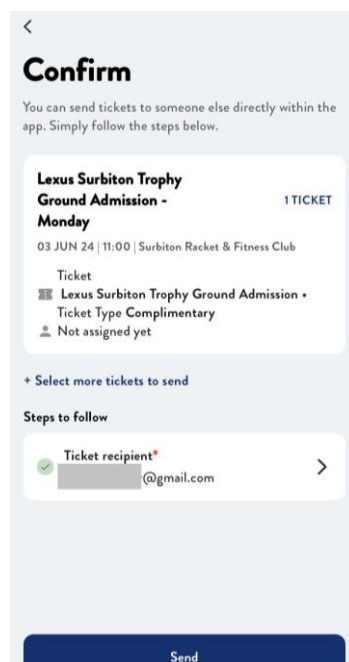 Confirm
You can send tickets to someone else directly within the
app. Simply follow the steps below.
Lexus Surbiton Trophy
Ground Admission -
Monday
1 TICKET
03 JUN 24 | 11:00 | Surbiton Racket & Fitness Club
Ticket
Lexus Surbiton Trophy Ground Admission •
Ticket Type Complimentary
Not assigned yet
+ Select more tickets to send
Steps to follow
Ticket recipient*
@gmail.com
Send